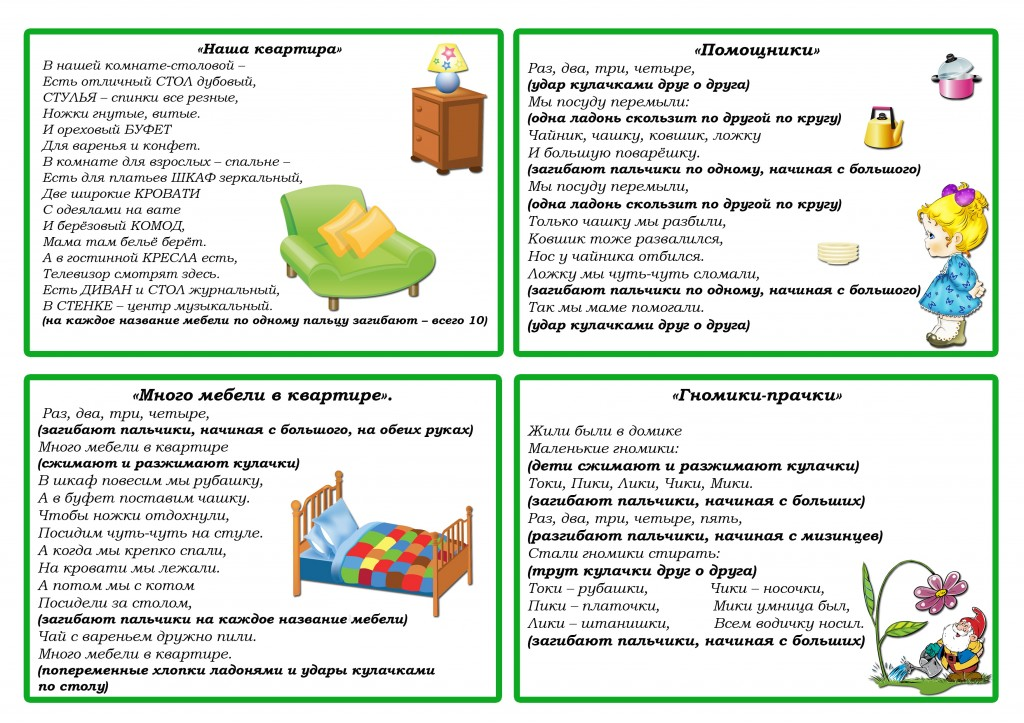 «Наша квартира»
В нашей комнате-столовой –
Есть отличный СТОЛ дубовый,
СТУЛЬЯ – спинки все резные,
Ножки гнутые, витые.
И ореховый БУФЕТ
Для варенья и конфет.
В комнате для взрослых – спальне –
Есть для платьев ШКАФ зеркальный,
Две широкие КРОВАТИ
С одеялами на вате
И берёзовый КОМОД,
Мама там бельё берёт.
А в гостинной КРЕСЛА есть,
Телевизор смотрят здесь.
Есть ДИВАН и СТОЛ журнальный,
В СТЕНКЕ – центр музыкальный.
(на каждое название мебели по одному пальцу загибают – всего 10)
«Помощники»
Раз, два, три, четыре,
(удар кулачками друг о друга)
Мы посуду перемыли:
(одна ладонь скользит по другой по кругу)
Чайник, чашку, ковшик, ложку
И большую поварёшку.
(загибают пальчики по одному, начиная с большого)
Мы посуду перемыли,
(одна ладонь скользит по другой по кругу)
Только чашку мы разбили,
Ковшик тоже развалился,
Нос у чайника отбился.
Ложку мы чуть-чуть сломали,
(загибают пальчики по одному, начиная с большого)
Так мы маме помогали.
(удар кулачками друг о друга)
«Много мебели в квартире».
Раз, два, три, четыре,
(загибают пальчики, начиная с большого, на обеих руках)
Много мебели в квартире
(сжимают и разжимают кулачки)
В шкаф повесим мы рубашку,
А в буфет поставим чашку.
Чтобы ножки отдохнули,
Посидим чуть-чуть на стуле.
А когда мы крепко спали,
На кровати мы лежали.
А потом мы с котом
Посидели за столом,
(загибают пальчики на каждое название мебели)
Чай с вареньем дружно пили.
Много мебели в квартире.
(попеременные хлопки ладонями и удары кулачками
по столу)
«Гномики-прачки»
Жили были в домике
Маленькие гномики:
(дети сжимают и разжимают кулачки)
Токи, Пики, Лики, Чики, Мики.
(загибают пальчики, начиная с больших)
Раз, два, три, четыре, пять,
(разгибают пальчики, начиная с мизинцев)
Стали гномики стирать:
(трут кулачки друг о друга)
Токи – рубашки, Чики – носочки,
Пики – платочки, Мики умница был,
Лики – штанишки, Всем водичку носил.
(загибают пальчики, начиная с больших)